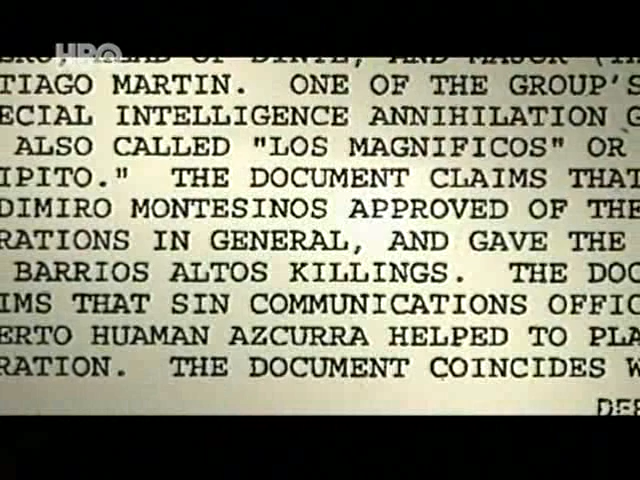 HBO
TIAGO MARTIN. ONE OF THE GROUP'S
ECIAL INTELLIGENCE ANNIHILATION G
ALSO CALLED "LOS MAGNIFICOS" OR
IPITO." THE DOCUMENT CLAIMS THAT
DIMIRO MONTESINOS APPROVED OF THE
RATIONS IN GENERAL, AND GAVE THE
BARRIOS ALTOS KILLINGS. THE DOC
IMS THAT SIN COMMUNICATIONS OFFIC
ERTO HUAMAN AZCURRA HELPED TO PLA
RATION. THE DOCUMENT COINCIDES W